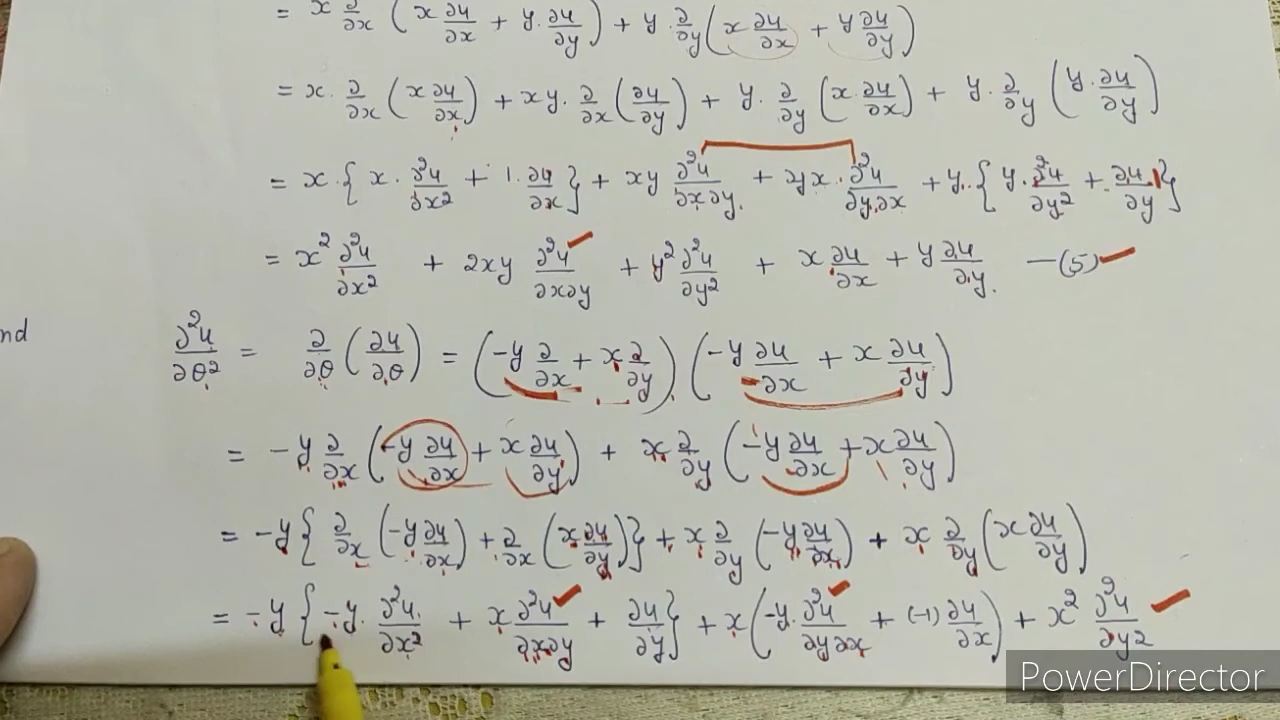 = x ∂/∂x ( x ∂u/∂x + y. ∂u/∂y ) + y. ∂/∂y ( x ∂u/∂x + y ∂u/∂y )
= x. ∂/∂x ( x ∂u/∂x ) + xy. ∂/∂x ( ∂u/∂y ) + y. ∂/∂y ( x. ∂u/∂x ) + y. ∂/∂y ( y. ∂u/∂y )
= x. { x. ∂²u/∂x² + 1. ∂u/∂x } + xy ∂²u/∂x∂y + yx. ∂²u/∂y∂x + y. { y. ∂²u/∂y² + ∂u/∂y }
= x² ∂²u/∂x² + 2xy ∂²u/∂x∂y + y² ∂²u/∂y² + x ∂u/∂x + y ∂u/∂y. —(5)
nd ∂²u/∂θ² = ∂/∂θ ( ∂u/∂θ ) = ( -y ∂/∂x + x ∂/∂y ) ( -y ∂u/∂x + x ∂u/∂y )
= -y ∂/∂x ( -y ∂u/∂x + x ∂u/∂y ) + x ∂/∂y ( -y ∂u/∂x + x ∂u/∂y )
= -y { ∂/∂x ( -y ∂u/∂x ) + ∂/∂x ( x ∂u/∂y ) } + x ∂/∂y ( -y ∂u/∂x ) + x ∂/∂y ( x ∂u/∂y )
= -y { -y. ∂²u/∂x² + x ∂²u/∂x∂y + ∂u/∂y } + x ( -y. ∂²u/∂y∂x + (-1) ∂u/∂x ) + x² ∂²u/∂y²
PowerDirector